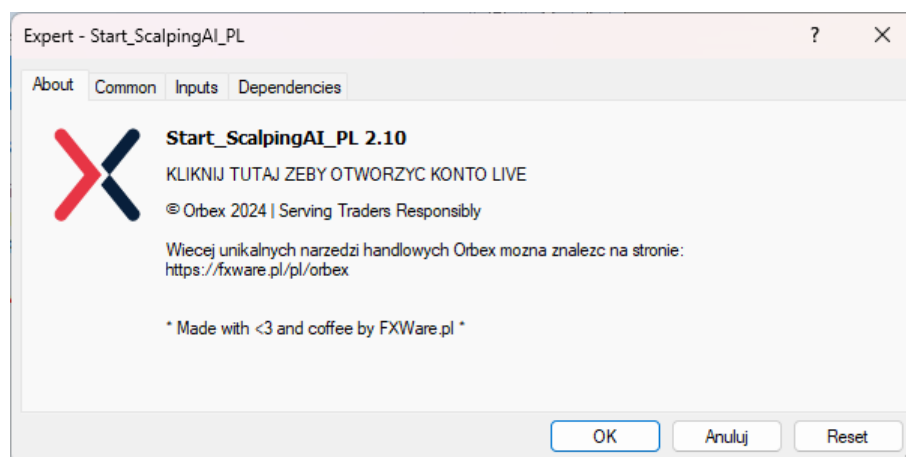 Expert - Start_ScalpingAI_PL
?
About
Common
Inputs
Dependencies
Start_ScalpingAI_PL 2.10
KLIKNIJ TUTAJ ZEBY OTWORZYC KONTO LIVE
© Orbex 2024 | Serving Traders Responsibly
Wiecej unikalnych narzedzi handlowych Orbex mozna znalezc na stronie:
https://fxware.pl/pl/orbex
* Made with <3 and coffee by FXWare.pl *
OK
Anuluj
Reset